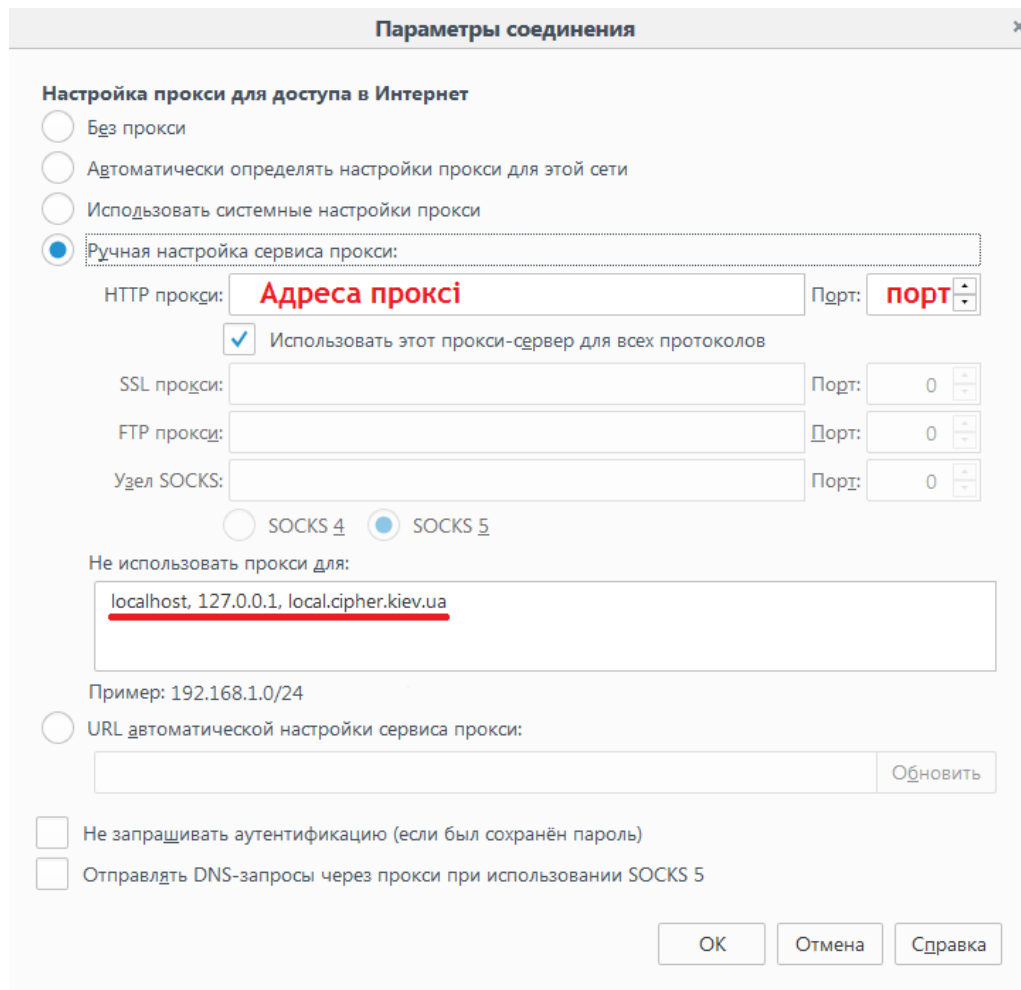 Параметры соединения
Настройка прокси для доступа в Интернет
Без прокси
Автоматически определять настройки прокси для этой сети
Использовать системные настройки прокси
Ручная настройка сервиса прокси:
HTTP прокси: Адреса проксі Порт: порт
Использовать этот прокси-сервер для всех протоколов
SSL прокси: Порт: 0
FTP прокси: Порт: 0
Узел SOCKS: Порт: 0
SOCKS 4 SOCKS 5
Не использовать прокси для:
localhost, 127.0.0.1, local.cipher.kiev.ua
Пример: 192.168.1.0/24
URL автоматической настройки сервиса прокси:
Обновить
Не запрашивать аутентификацию (если был сохранён пароль)
Отправлять DNS-запросы через прокси при использовании SOCKS 5
ОК Отмена Справка